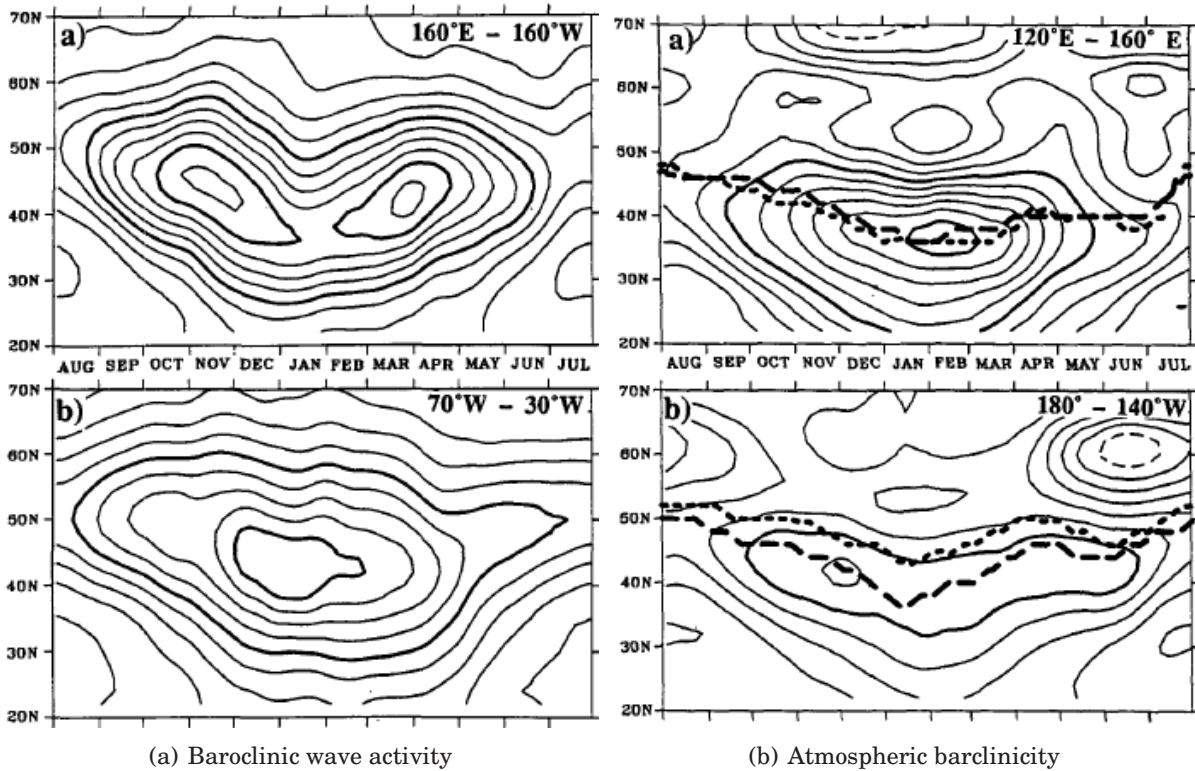 70N
60N
50N
40N
30N
20N
a)
160°E – 160°W
AUG SEP OCT NOV DEC JAN FEB MAR APR MAY JUN JUL
70N
60N
50N
40N
30N
20N
b)
70°W – 30°W
(a) Baroclinic wave activity
70N
60N
50N
40N
30N
20N
a)
120°E – 160° E
AUG SEP OCT NOV DEC JAN FEB MAR APR MAY JUN JUL
70N
60N
50N
40N
30N
20N
b)
180° – 140°W
(b) Atmospheric barclinicity